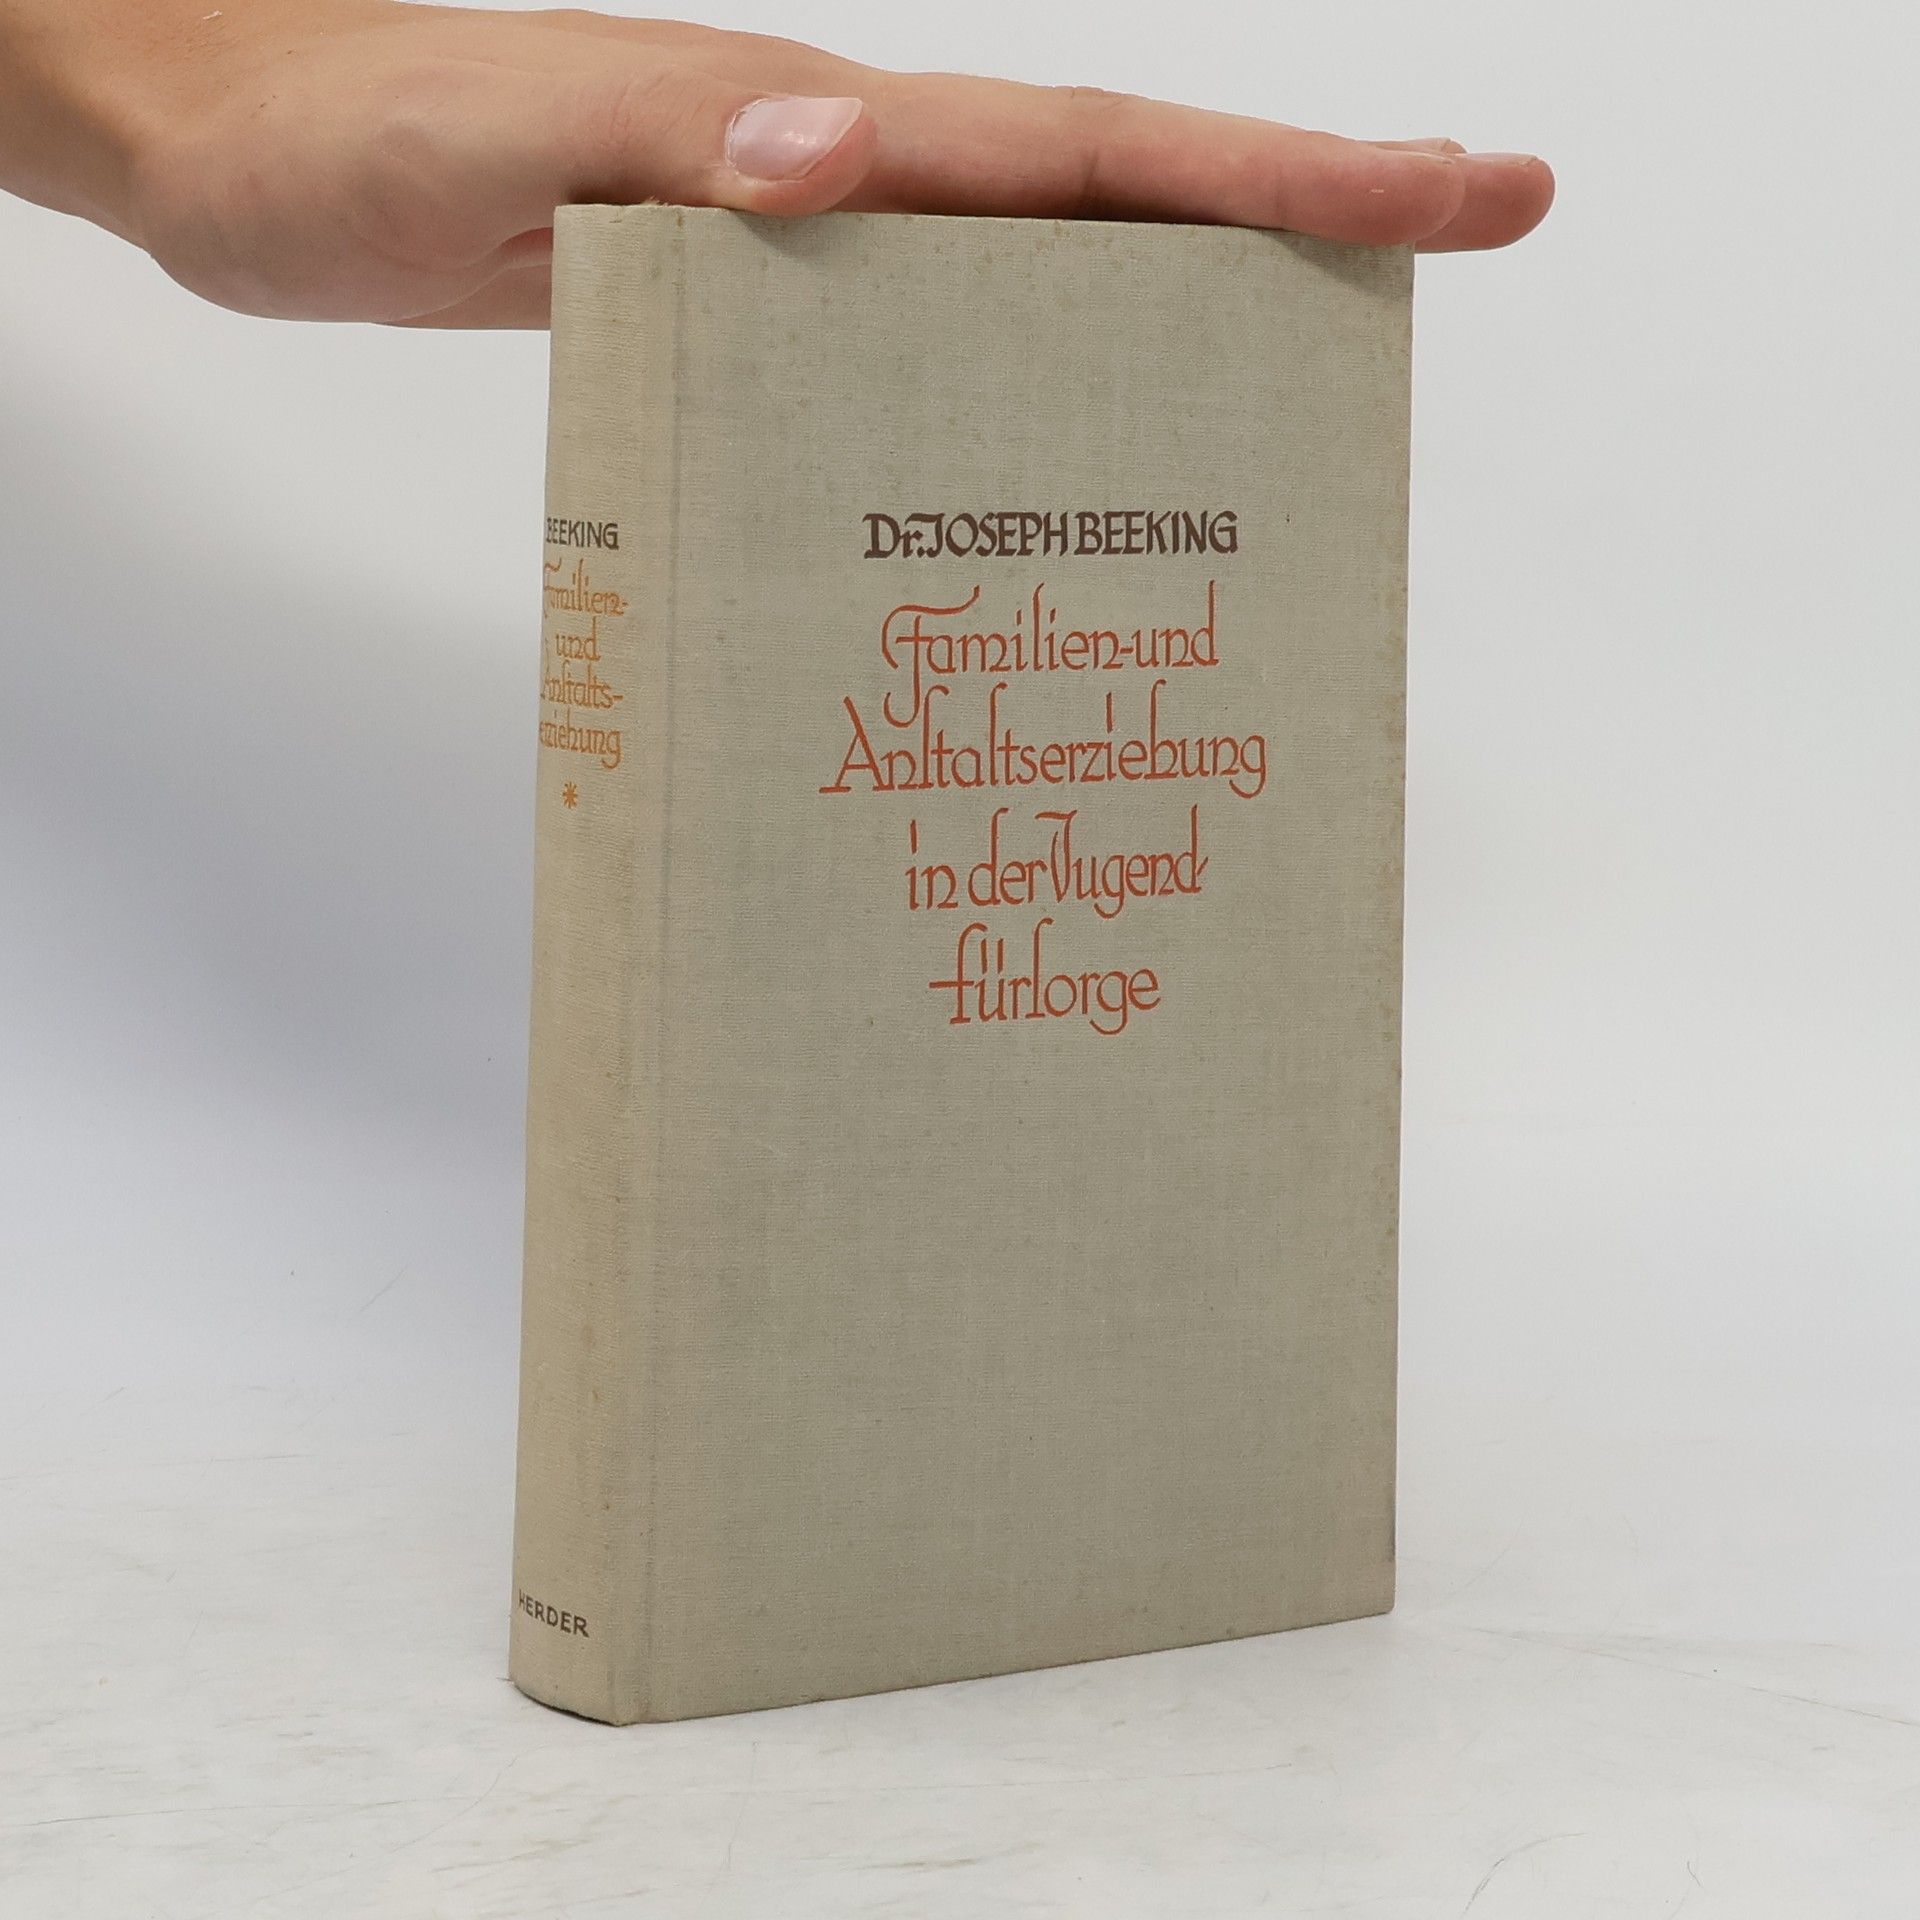 BEEKING
Familien-
und
Anſtalts-
erziehung
*
HERDER
Dr. JOSEPH BEEKING
Familien- und
Anſtaltserziehung
in der Jugend-
fürſorge